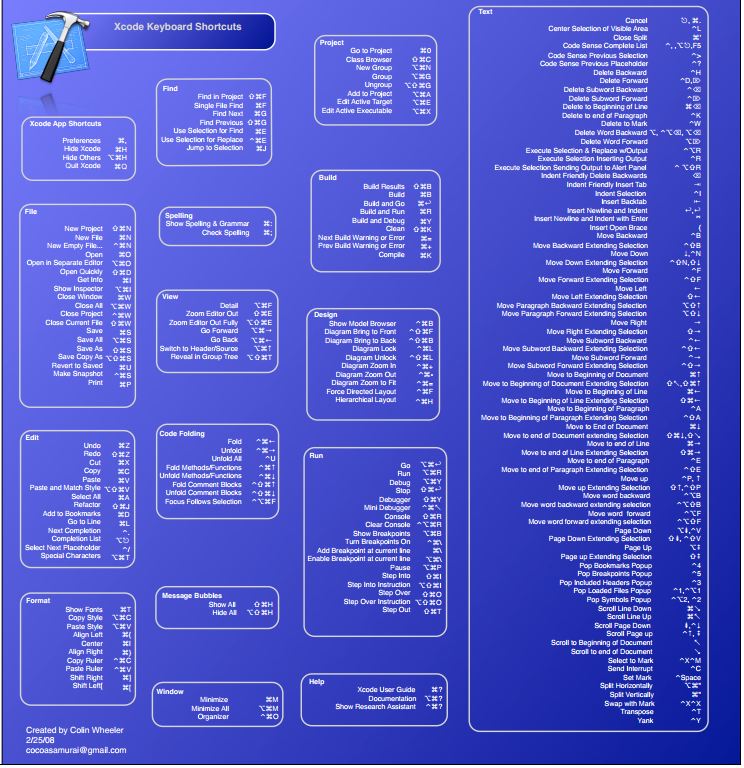 Xcode Keyboard Shortcuts
Xcode App Shortcuts
Preferences ⌘,
Hide Xcode ⌘H
Hide Others ⌥⌘H
Quit Xcode ⌘Q
File
New Project ⇧⌘N
New File ⌘N
New Empty File... ^⌘N
Open ⌘O
Open in Separate Editor ⌥⌘O
Open Quickly ⇧⌘D
Get Info ⌘I
Show Inspector ⌥⌘I
Close Window ⌘W
Close All ⌥⌘W
Close Project ^⌘W
Close Current File ⇧⌘W
Save ⌘S
Save All ⌥⌘S
Save As ⇧⌘S
Save Copy As ⌥⇧⌘S
Revert to Saved ⌘U
Make Snapshot ^⌘S
Print ⌘P
Edit
Undo ⌘Z
Redo ⇧⌘Z
Cut ⌘X
Copy ⌘C
Paste ⌘V
Paste and Match Style ⌥⇧⌘V
Select All ⌘A
Refactor ⇧⌘J
Add to Bookmarks ⌘D
Go to Line ⌘L
Next Completion ^.
Completion List ⌥⎋
Select Next Placeholder ^/
Special Characters ⌥⌘T
Format
Show Fonts ⌘T
Copy Style ⌥⌘C
Paste Style ⌥⌘V
Align Left ⌘{
Center ⌘|
Align Right ⌘}
Copy Ruler ^⌘C
Paste Ruler ^⌘V
Shift Right ⌘]
Shift Left ⌘[
Created by Colin Wheeler
2/25/08
cocoasamurai@gmail.com
Find
Find in Project ⇧⌘F
Single File Find ⌘F
Find Next ⌘G
Find Previous ⇧⌘G
Use Selection for Find ⌘E
Use Selection for Replace ^⌘E
Jump to Selection ⌘J
Spelling
Show Spelling & Grammar ⌘:
Check Spelling ⌘;
View
Detail ⌥⌘F
Zoom Editor Out ⇧⌘E
Zoom Editor Out Fully ⌥⇧⌘E
Go Forward ⌥⌘→
Go Back ⌥⌘←
Switch to Header/Source ⌥⌘↑
Reveal in Group Tree ⌥⇧⌘T
Code Folding
Fold ^⌘←
Unfold ^⌘→
Unfold All ^U
Fold Methods/Functions ^⌘↑
Unfold Methods/Functions ^⌘↓
Fold Comment Blocks ^⇧⌘↑
Unfold Comment Blocks ^⇧⌘↓
Focus Follows Selection ^⌥⌘F
Message Bubbles
Show All ⇧⌘H
Hide All ⌥⇧⌘H
Window
Minimize ⌘M
Minimize All ⌥⌘M
Organizer ^⌘O
Project
Go to Project ⌘0
Class Browser ⇧⌘C
New Group ⌥⌘N
Group ⌥⌘G
Ungroup ⌥⇧⌘G
Add to Project ⌥⌘A
Edit Active Target ⌥⌘E
Edit Active Executable ⌥⌘X
Build
Build Results ⇧⌘B
Build ⌘B
Build and Go ⌘↩
Build and Run ⌘R
Build and Debug ⌘Y
Clean ⇧⌘K
Next Build Warning or Error ⌘=
Prev Build Warning or Error ⌘+
Compile ⌘K
Design
Show Model Browser ^⌘B
Diagram Bring to Front ^⇧⌘F
Diagram Bring to Back ^⇧⌘B
Diagram Lock ^⌘L
Diagram Unlock ^⇧⌘L
Diagram Zoom In ^⌘+
Diagram Zoom Out ^⌘-
Diagram Zoom to Fit ^⌘=
Force Directed Layout ^⌘F
Hierarchical Layout ^⌘H
Run
Go ⌥⌘↩
Run ⌥⌘R
Debug ⌥⌘Y
Stop ⇧⌘↩
Debugger ⇧⌘Y
Mini Debugger ^⌘↖
Console ⇧⌘R
Clear Console ^⌥⌘R
Show Breakpoints ⌥⌘B
Turn Breakpoints On ^⌘\
Add Breakpoint at current line ⌘\
Enable Breakpoint at current line ⌥⌘\
Pause ⌥⌘P
Step Into ⇧⌘I
Step Into Instruction ⌥⇧⌘I
Step Over ⇧⌘O
Step Over Instruction ⌥⇧⌘O
Step Out ⇧⌘T
Help
Xcode User Guide ⌘?
Documentation ⌥⌘?
Show Research Assistant ^⌘?
Text
Cancel ⎋, ⌘.
Center Selection of Visible Area ^L
Close Split ⌘"
Code Sense Complete List ^,,⌥⎋,F5
Code Sense Previous Selection ^>
Code Sense Previous Placeholder ^?
Delete Backward ^H
Delete Forward ^D,⌦
Delete Subword Backward ^⌫
Delete Subword Forward ^⌦
Delete to Beginning of Line ⌘⌫
Delete to end of Paragraph ^K
Delete to Mark ^W
Delete Word Backward ⌥, ^⌥⌫, ⌥⌫
Delete Word Forward ⌥⌦
Execute Selection & Replace w/Output ^⌥R
Execute Selection Inserting Output ^R
Execute Selection Sending Output to Alert Panel ^⌥⇧R
Indent Friendly Delete Backwards ⌫
Indent Friendly Insert Tab ⇥
Indent Selection ^I
Insert Backtab ⇤
Insert Newline and Indent
Insert Newline and Indent with Enter
Insert Open Brace {
Move Backward ^B
Move Backward Extending Selection ^⇧B
Move Down ↓,^N
Move Down Extending Selection ^⇧N,⇧↓
Move Forward ^F
Move Forward Extending Selection ^⇧F
Move Left ←
Move Left Extending Selection ⇧←
Move Paragraph Backward Extending Selection ⌥⇧↑
Move Paragraph Forward Extending Selection ⌥⇧↓
Move Right →
Move Right Extending Selection ⇧→
Move Subword Backward ^←
Move Subword Backward Extending Selection ^⇧←
Move Subword Forward ^→
Move Subword Forward Extending Selection ^⇧→
Move to Beginning of Document ⌘↑
Move to Beginning of Document Extending Selection ⇧↖,⇧⌘↑
Move to Beginning of Line ⌘←
Move to Beginning of Line Extending Selection ⇧⌘←
Move to Beginning of Paragraph ^A
Move to Beginning of Paragraph Extending Selection ^⇧A
Move to End of Document ⌘↓
Move to end of Document extending Selection ⇧⌘↓,⇧↘
Move to end of Line ⌘→
Move to end of Line Extending Selection ⇧⌘→
Move to end of Paragraph ^E
Move to end of Paragraph Extending Selection ^⇧E
Move up ^P, ↑
Move up Extending Selection ⇧↑,^⇧P
Move word backward ^⌥B
Move word backward extending selection ^⌥⇧B
Move word forward ^⌥F
Move word forward extending selection ^⌥⇧F
Page Down ⌥⇟,^V
Page Down Extending Selection ⇧⇟, ^⇧V
Page Up ⌥⇞
Page up Extending Selection ⇧⇞
Pop Bookmarks Popup ^4
Pop Breakpoints Popup ^5
Pop Included Headers Popup ^3
Pop Loaded Files Popup ^1,^⌥1
Pop Symbols Popup ^⌥2, ^2
Scroll Line Down ⌘↘
Scroll Line Up ⌘↖
Scroll Page Down ⇟,^↓
Scroll Page up ^↑, ⇞
Scroll to Beginning of Document ↖
Scroll to end of Document ↘
Select to Mark ^X^M
Send Interrupt ^C
Set Mark ^Space
Split Horizontally ⌥⌘"
Split Vertically ⌘"
Swap with Mark ^X^X
Transpose ^T
Yank ^Y